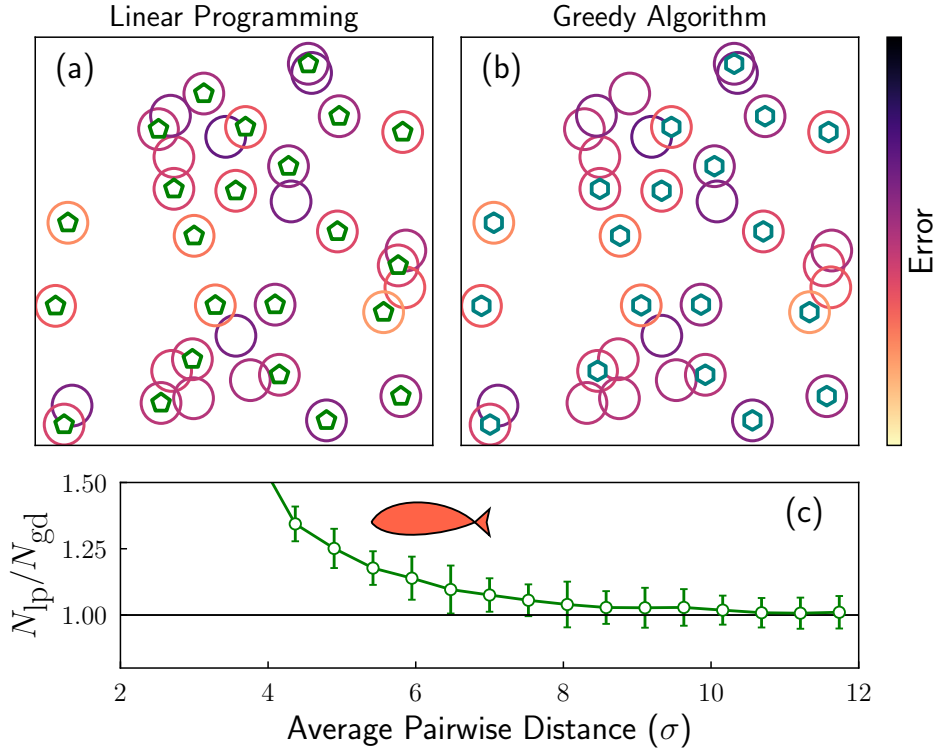 Linear Programming
Greedy Algorithm
(a)
(b)
Error
1.50
1.25
1.00
N_lp/N_gd
(c)
2 4 6 8 10 12
Average Pairwise Distance (σ)